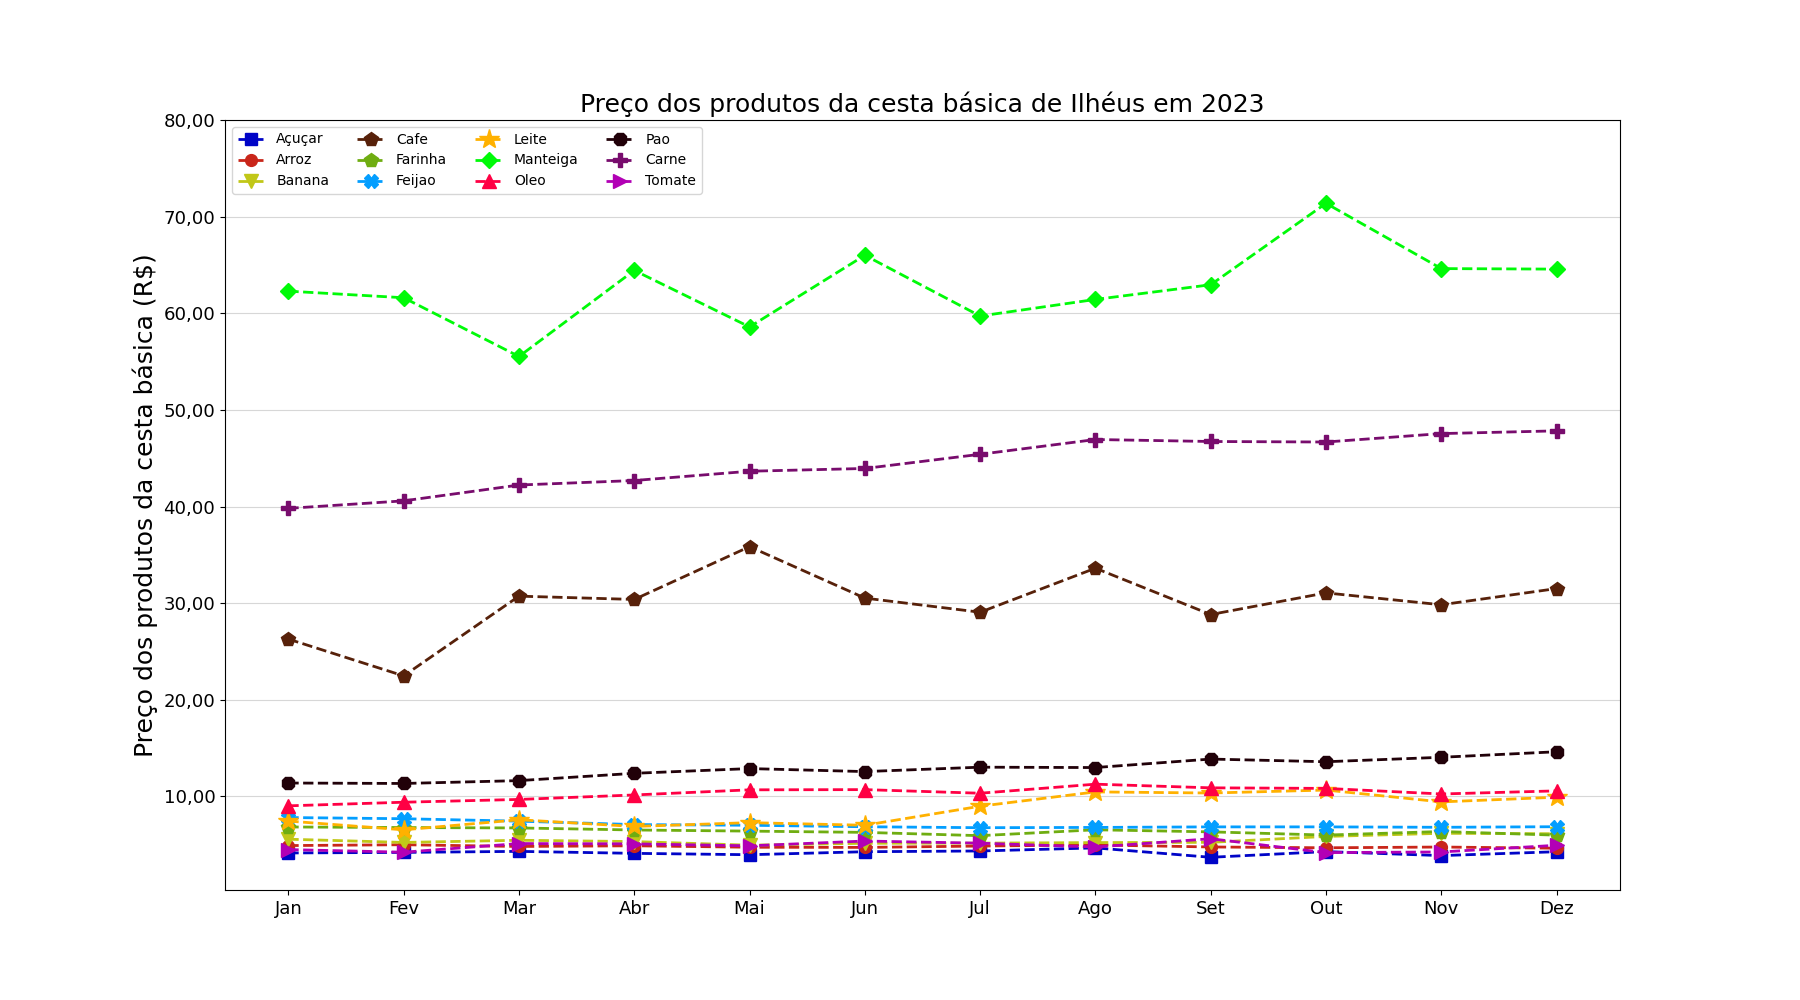 Preço dos produtos da cesta básica de Ilhéus em 2023
Preço dos produtos da cesta básica (R$)
80,00
70,00
60,00
50,00
40,00
30,00
20,00
10,00
Açuçar
Arroz
Banana
Cafe
Farinha
Feijao
Leite
Manteiga
Oleo
Pao
Carne
Tomate
Jan
Fev
Mar
Abr
Mai
Jun
Jul
Ago
Set
Out
Nov
Dez